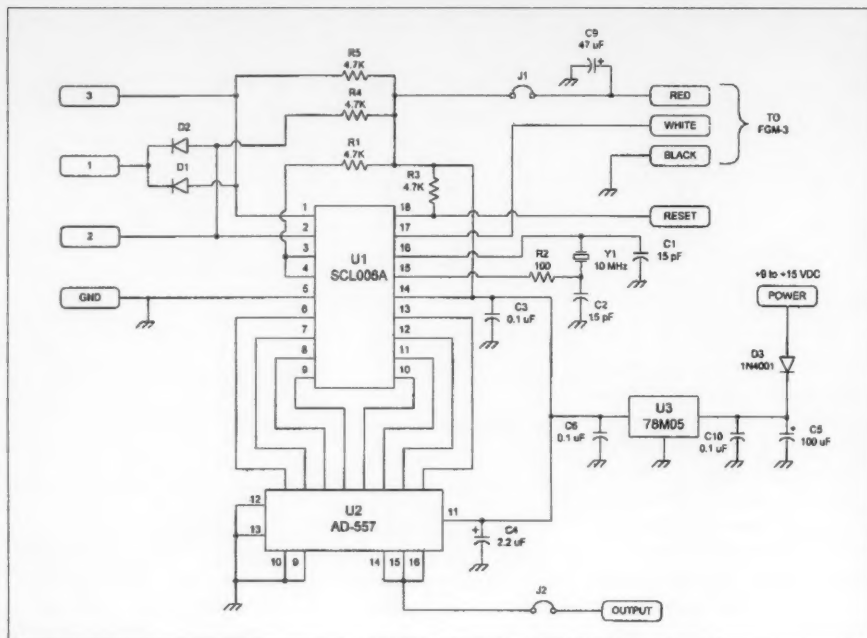 C9
47 uF
R5
4.7K
J1
3
RED
R4
4.7K
TO
FGM-3
D2
WHITE
1
R1
4.7K
BLACK
D1
R3
4.7K
1
18
RESET
2
17
2
U1
SCL006A
3
16
R2
100
Y1
10 MHz
C1
15 pF
4
15
+9 to +15 VDC
GND
5
14
C3
0.1 uF
C2
15 pF
POWER
6
13
7
12
8
11
D3
1N4001
9
10
U3
78M05
C6
0.1 uF
C10
0.1 uF
C5
100 uF
12
U2
AD-557
11
13
C4
2.2 uF
10
9
14
15
16
J2
OUTPUT